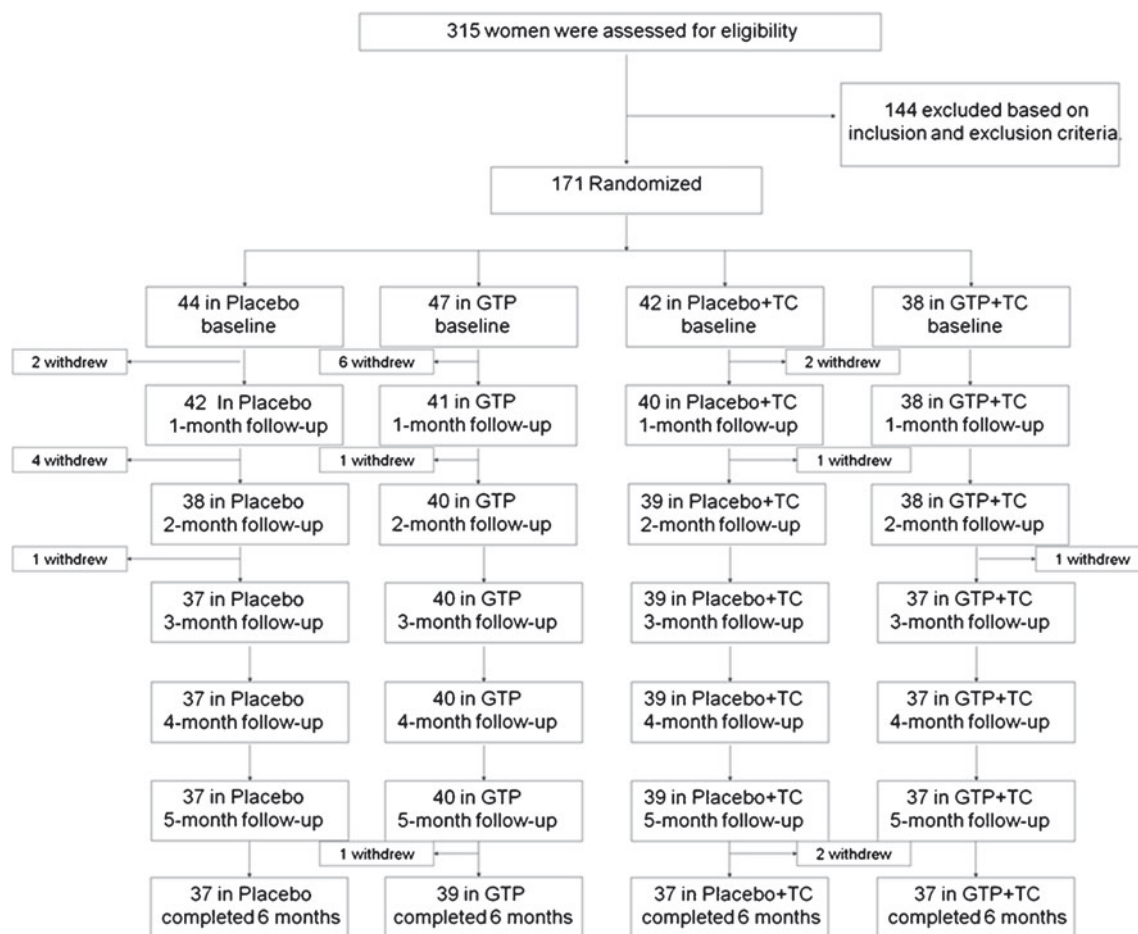 315 women were assessed for eligibility
144 excluded based on
inclusion and exclusion criteria.
171 Randomized
44 in Placebo
baseline
47 in GTP
baseline
42 in Placebo+TC
baseline
38 in GTP+TC
baseline
2 withdrew
6 withdrew
2 withdrew
42 In Placebo
1-month follow-up
41 in GTP
1-month follow-up
40 in Placebo+TC
1-month follow-up
38 in GTP+TC
1-month follow-up
4 withdrew
1 withdrew
1 withdrew
38 in Placebo
2-month follow-up
40 in GTP
2-month follow-up
39 in Placebo+TC
2-month follow-up
38 in GTP+TC
2-month follow-up
1 withdrew
1 withdrew
37 in Placebo
3-month follow-up
40 in GTP
3-month follow-up
39 in Placebo+TC
3-month follow-up
37 in GTP+TC
3-month follow-up
37 in Placebo
4-month follow-up
40 in GTP
4-month follow-up
39 in Placebo+TC
4-month follow-up
37 in GTP+TC
4-month follow-up
37 in Placebo
5-month follow-up
40 in GTP
5-month follow-up
39 in Placebo+TC
5-month follow-up
37 in GTP+TC
5-month follow-up
1 withdrew
2 withdrew
37 in Placebo
completed 6 months
39 in GTP
completed 6 months
37 in Placebo+TC
completed 6 months
37 in GTP+TC
completed 6 months